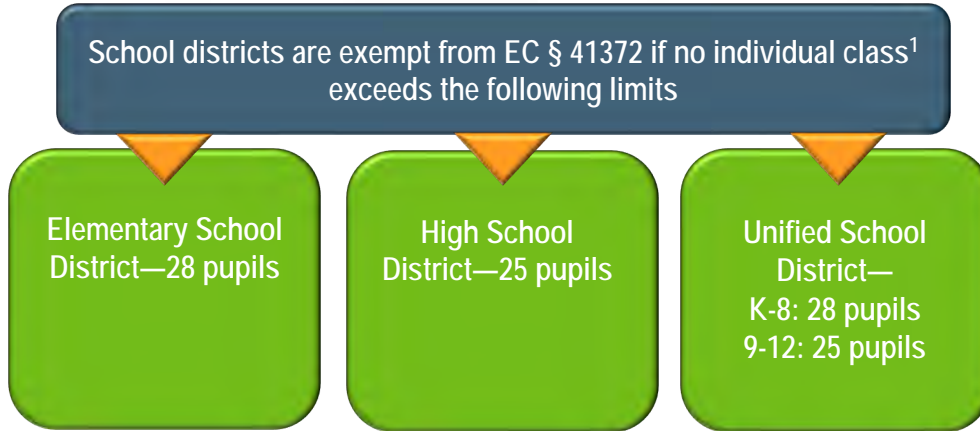 School districts are exempt from EC § 41372 if no individual class¹
exceeds the following limits
Elementary School
District—28 pupils
High School
District—25 pupils
Unified School
District—
K-8: 28 pupils
9-12: 25 pupils